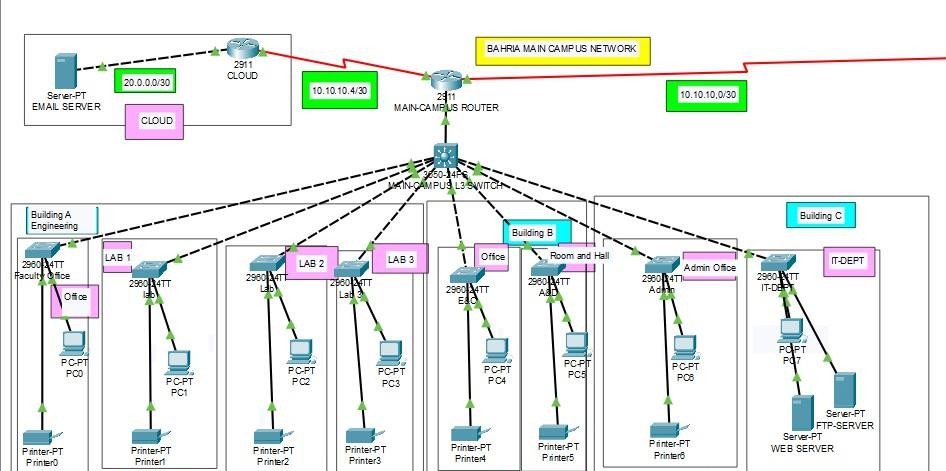 BAHRIA MAIN CAMPUS NETWORK
2911
CLOUD
20.0.0.0/30
Server-PT
EMAIL SERVER
CLOUD
10.10.10.4/30
2911
MAIN-CAMPUS ROUTER
10.10.10,0/30
MAIN-CAMPUS L3 SWITCH
Building A
Engineering
Building B
Building C
2960-24TT
Faculty Office
Office
LAB 1
2960-24TT
LAB 2
2960-24TT
LAB 3
2960-24TT
Lab 3
Office
2960-24TT
E&C
Room and Hall
2960-24TT
A&D
Admin Office
2960-24TT
Admin
IT-DEPT
2960-24TT
IT-DEPT
PC-PT
PC0
PC-PT
PC1
PC-PT
PC2
PC-PT
PC3
PC-PT
PC4
PC-PT
PC5
PC-PT
PC6
PC-PT
PC7
Printer-PT
Printer0
Printer-PT
Printer1
Printer-PT
Printer2
Printer-PT
Printer3
Printer-PT
Printer4
Printer-PT
Printer5
Printer-PT
Printer6
Server-PT
WEB SERVER
Server-PT
FTP-SERVER